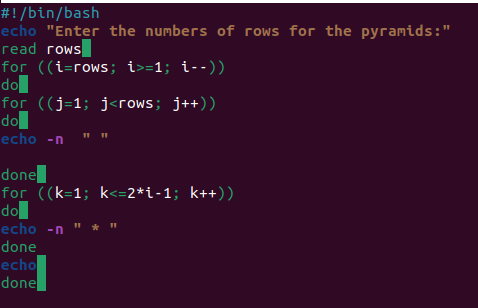 #!/bin/bash
echo "Enter the numbers of rows for the pyramids:"
read rows
for ((i=rows; i>=1; i--))
do
for ((j=1; j<rows; j++))
do
echo -n  " "
done
for ((k=1; k<=2*i-1; k++))
do
echo -n " * "
done
echo
done